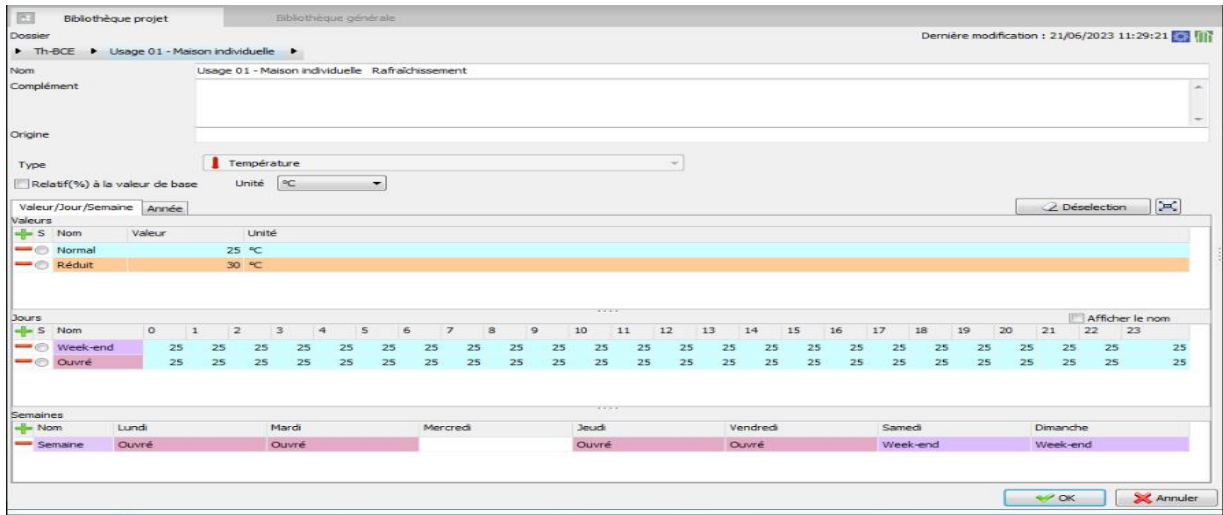 Bibliothèque projet Bibliothèque générale
Dossier Dernière modification : 21/06/2023 11:29:21
Th-BCE Usage 01 - Maison individuelle
Nom Usage 01 - Maison individuelle Rafraîchissement
Complément
Origine
Type Température
Relatif(%) à la valeur de base Unité °C
Valeur/Jour/Semaine Année Déselection
Valeurs
S Nom Valeur Unité
Normal 25 °C
Réduit 30 °C
Jours Afficher le nom
S Nom 0 1 2 3 4 5 6 7 8 9 10 11 12 13 14 15 16 17 18 19 20 21 22 23
Week-end 25 25 25 25 25 25 25 25 25 25 25 25 25 25 25 25 25 25 25 25 25 25 25 25
Ouvré 25 25 25 25 25 25 25 25 25 25 25 25 25 25 25 25 25 25 25 25 25 25 25 25
Semaines
Nom Lundi Mardi Mercredi Jeudi Vendredi Samedi Dimanche
Semaine Ouvré Ouvré Ouvré Ouvré Week-end Week-end
OK Annuler